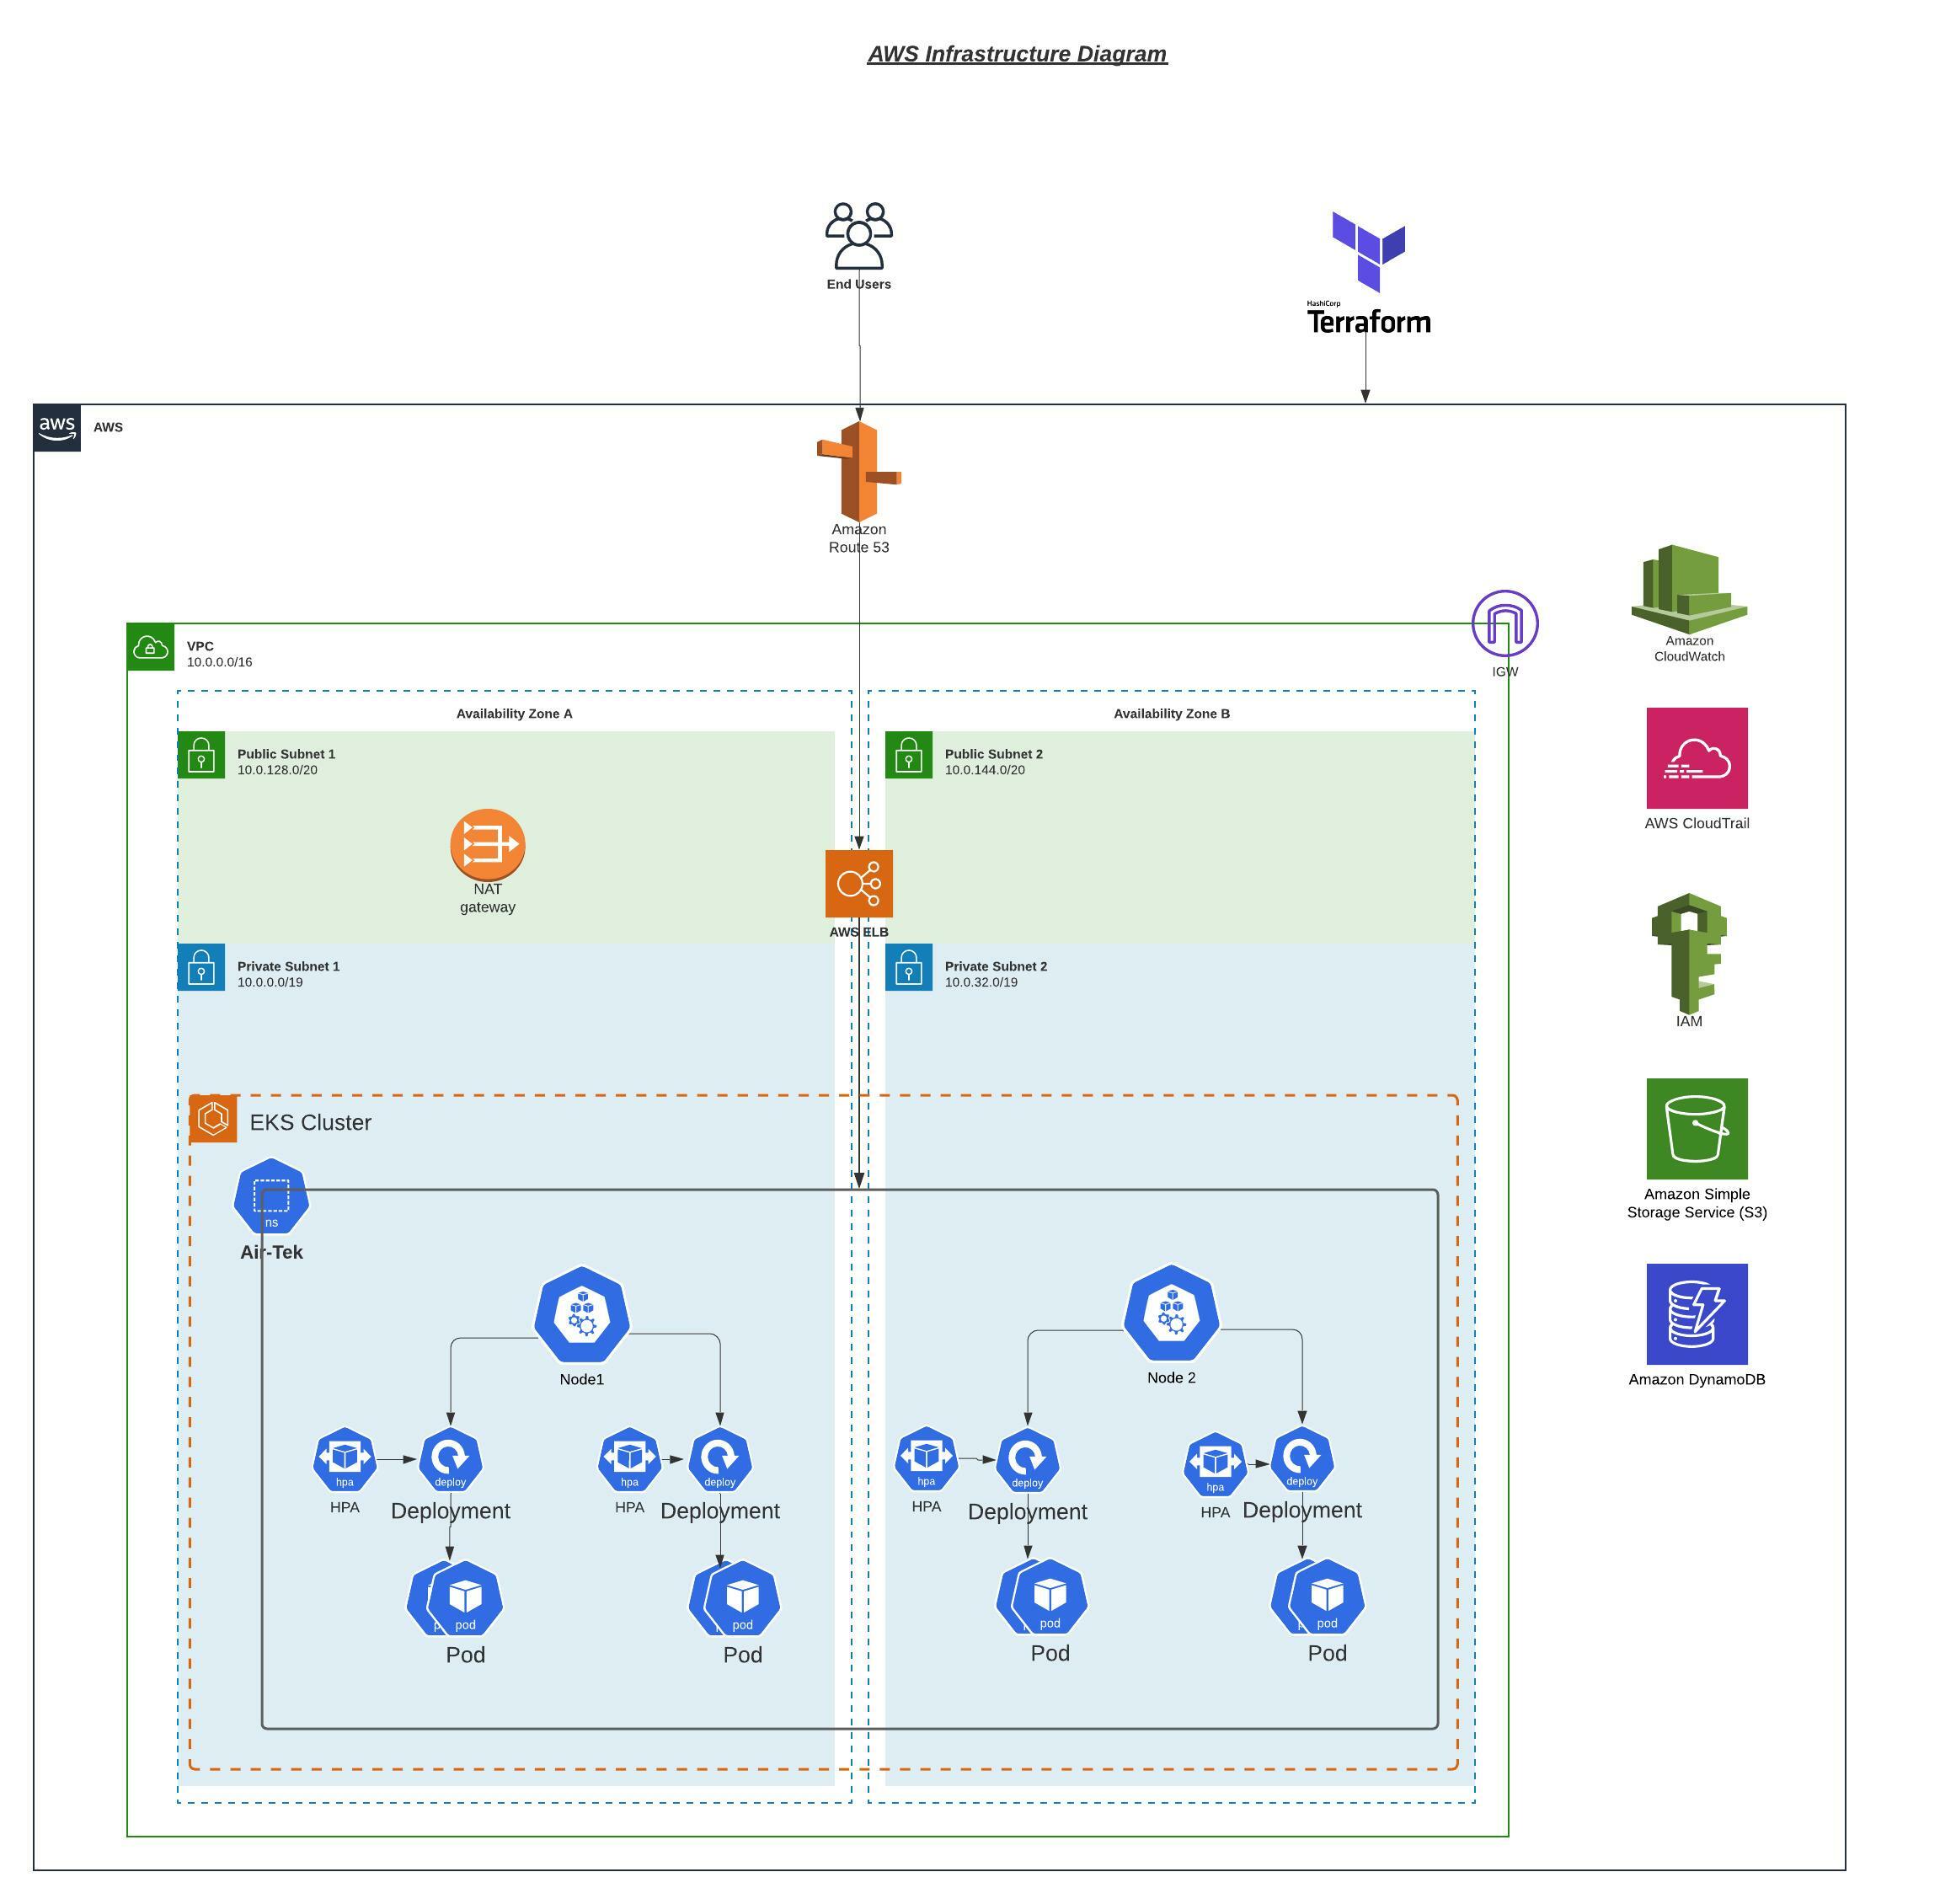 AWS Infrastructure Diagram
End Users
HashiCorp
Terraform
aws
AWS
Amazon
Route 53
VPC
10.0.0.0/16
IGW
Amazon
CloudWatch
Availability Zone A
Availability Zone B
Public Subnet 1
10.0.128.0/20
Public Subnet 2
10.0.144.0/20
AWS CloudTrail
NAT
gateway
AWS ELB
Private Subnet 1
10.0.0.0/19
Private Subnet 2
10.0.32.0/19
IAM
EKS Cluster
ns
Air-Tek
Amazon Simple
Storage Service (S3)
Node1
Node 2
Amazon DynamoDB
hpa
HPA
deploy
Deployment
hpa
HPA
deploy
Deployment
hpa
HPA
deploy
Deployment
hpa
HPA
deploy
Deployment
pod
Pod
pod
Pod
pod
Pod
pod
Pod